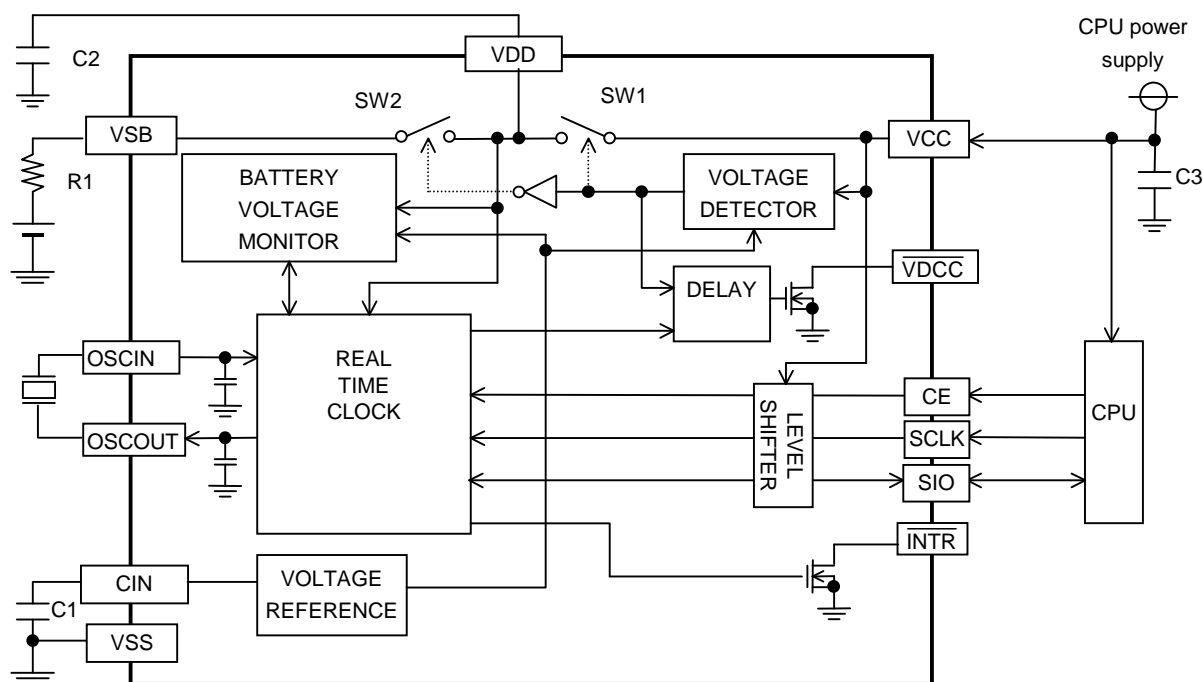 CPU power
supply
C2
VDD
SW2
SW1
VSB
VCC
R1
C3
BATTERY
VOLTAGE
MONITOR
VOLTAGE
DETECTOR
VDCC
DELAY
OSCIN
REAL
TIME
CLOCK
OSCOUT
LEVEL
SHIFTER
CE
SCLK
SIO
CPU
INTR
CIN
C1
VOLTAGE
REFERENCE
VSS